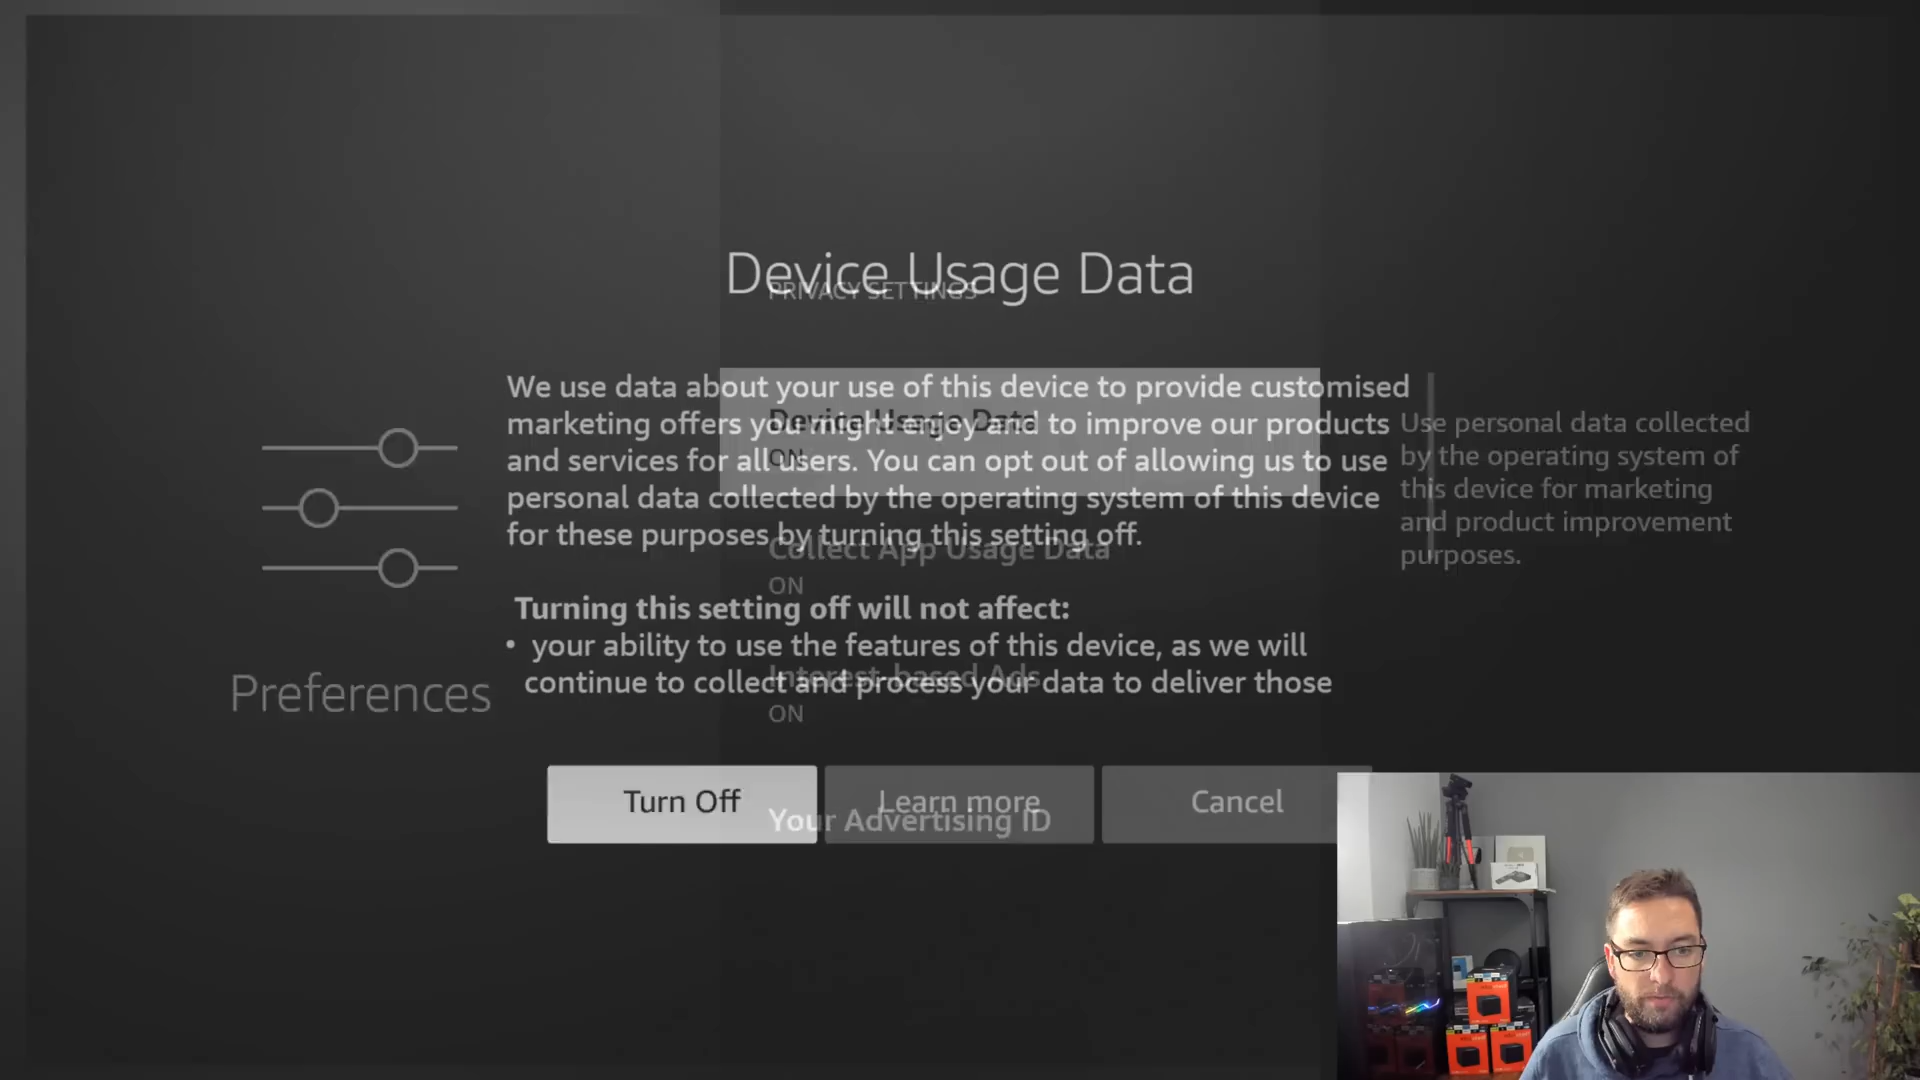 Device Usage Data
PRIVACY SETTINGS
We use data about your use of this device to provide customised
marketing offers you might enjoy and to improve our products
and services for all users. You can opt out of allowing us to use
personal data collected by the operating system of this device
for these purposes by turning this setting off.
Turning this setting off will not affect:
• your ability to use the features of this device, as we will
continue to collect and process your data to deliver those
Device Usage Data
ON
Collect App Usage Data
ON
Interest-based Ads
ON
Your Advertising ID
Use personal data collected
by the operating system of
this device for marketing
and product improvement
purposes.
Preferences
Turn Off
Learn more
Cancel